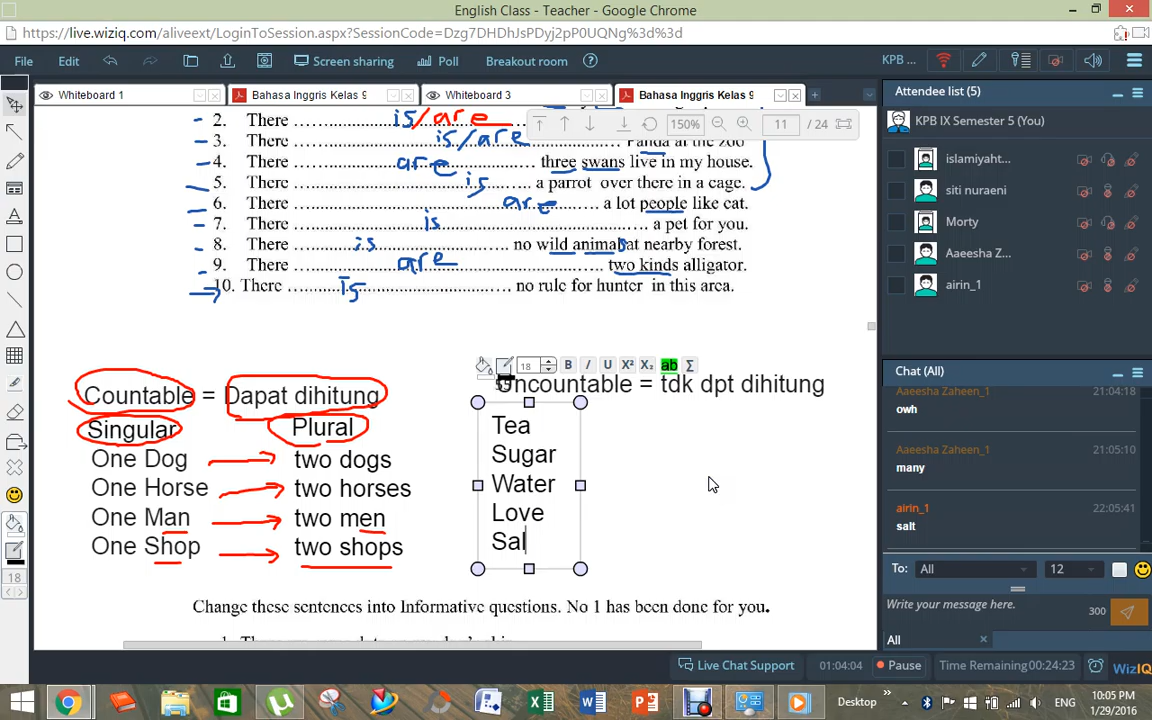 English Class - Teacher - Google Chrome
https://live.wiziq.com/aliveext/LoginToSession.aspx?SessionCode=Dzg7DHDhJsPDyj2pP0UQNg%3d%3d
File Edit Screen sharing Poll Breakout room ? KPB ...
Whiteboard 1 Bahasa Inggris Kelas 9 Whiteboard 3 Bahasa Inggris Kelas 9
150% 11 / 24
2. There is/are
3. There is/are Panda at the zoo
4. There are three swans live in my house.
5. There is a parrot over there in a cage.
6. There are a lot people like cat.
7. There is a pet for you.
8. There is no wild animals at nearby forest.
9. There are two kinds alligator.
10. There is no rule for hunter in this area.
18 B I U X² X₂ ab Σ
Countable = Dapat dihitung
Singular Plural
One Dog two dogs
One Horse two horses
One Man two men
One Shop two shops
Uncountable = tdk dpt dihitung
Tea
Sugar
Water
Love
Sal
Change these sentences into Informative questions. No 1 has been done for you.
18
Attendee list (5)
KPB IX Semester 5 (You)
islamiyaht...
siti nuraeni
Morty
Aaeesha Z...
airin_1
Chat (All)
Aaeesha Zaheen_1 21:04:18
owh
Aaeesha Zaheen_1 21:05:10
many
airin_1 22:05:41
salt
To: All 12
Write your message here. 300
All
Live Chat Support 01:04:04 Pause Time Remaining 00:24:23 WizIQ
Desktop ENG 10:05 PM
1/29/2016